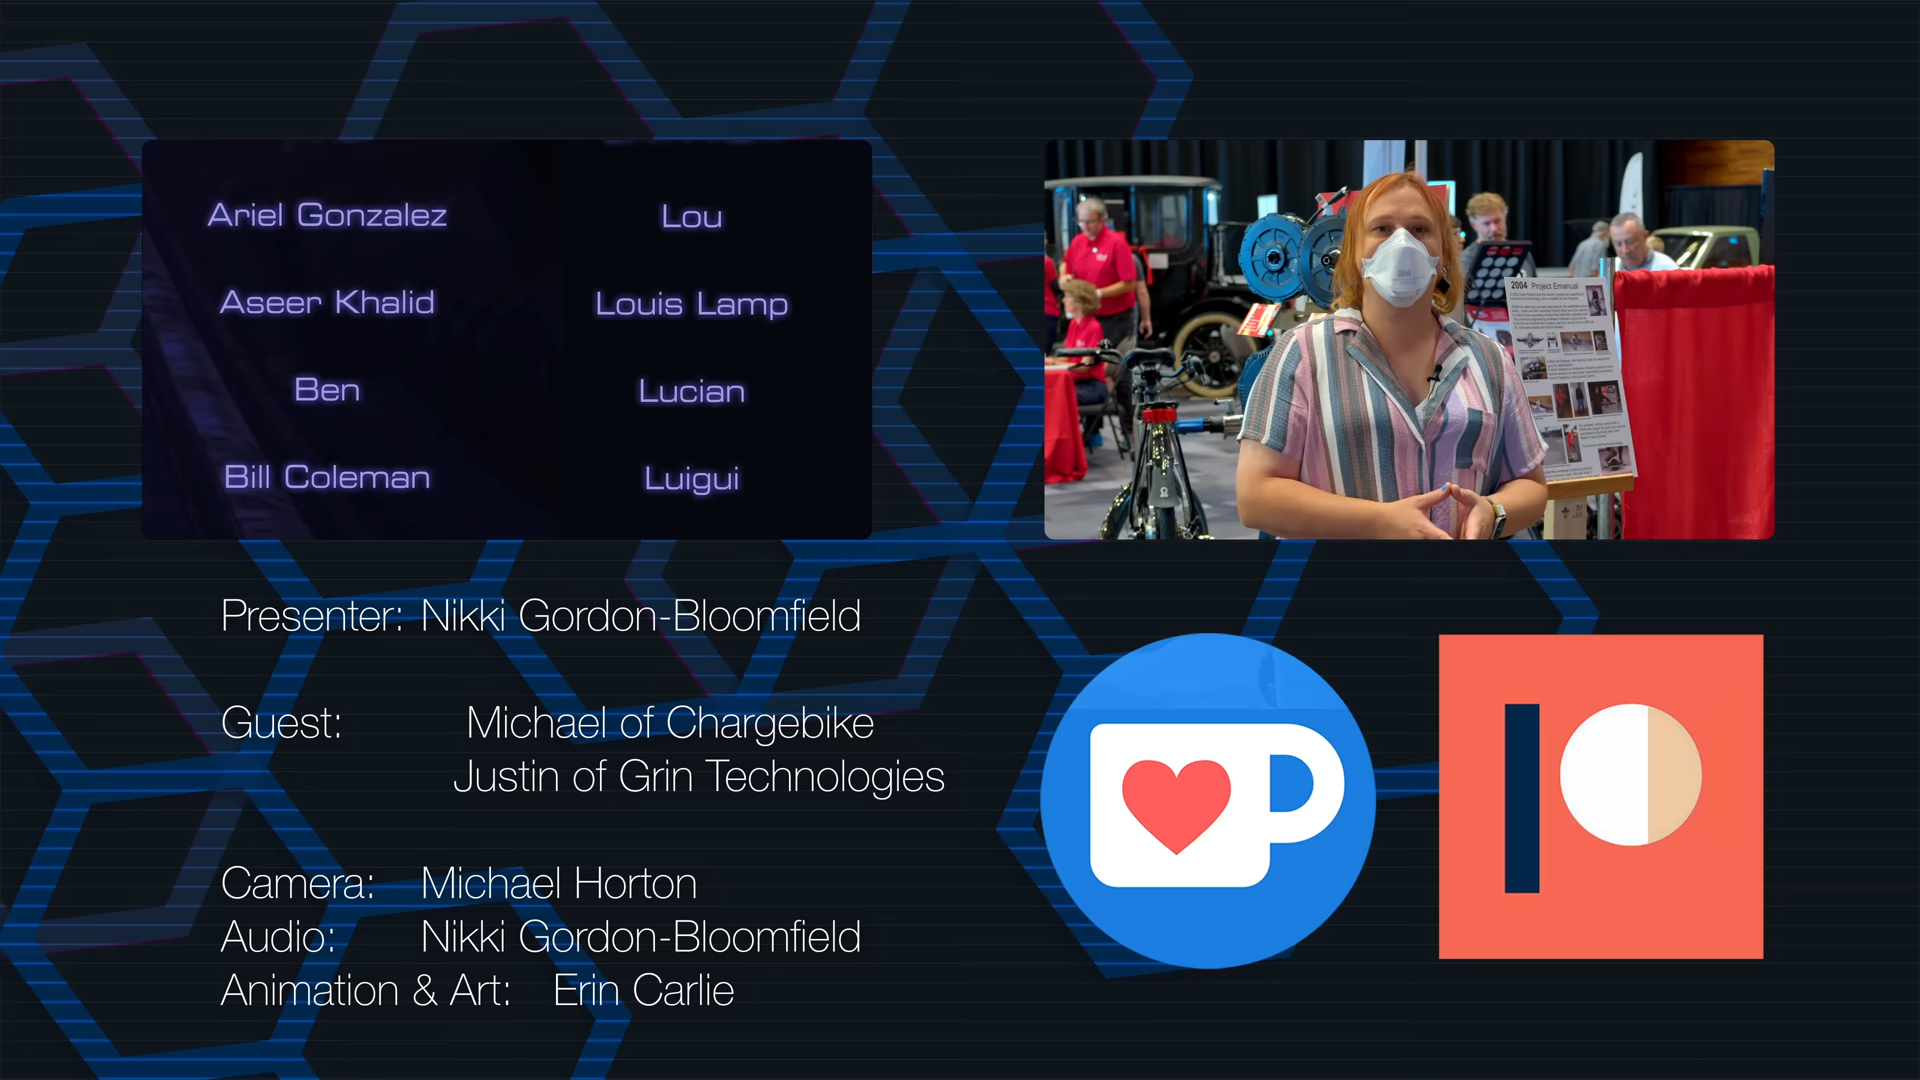 Ariel Gonzalez
Lou
Aseer Khalid
Louis Lamp
Ben
Lucian
Bill Coleman
Luigui
2004 Project Emanual
Presenter: Nikki Gordon-Bloomfield
Guest: Michael of Chargebike
Justin of Grin Technologies
Camera: Michael Horton
Audio: Nikki Gordon-Bloomfield
Animation & Art: Erin Carlie